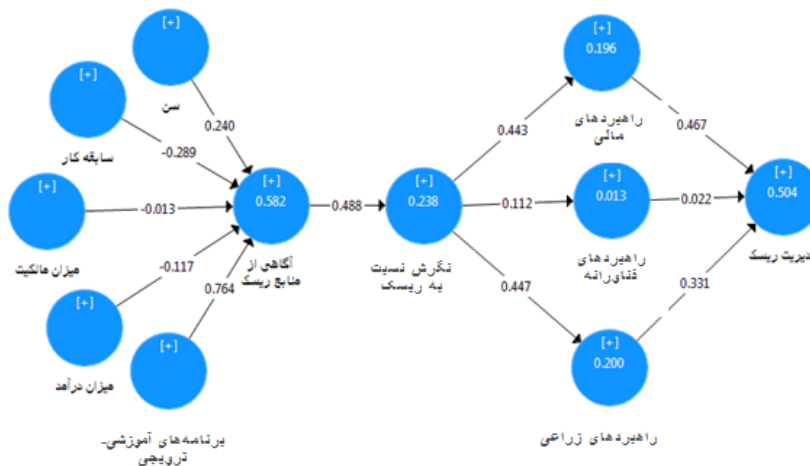 [+]
سن
0.240
[+]
سابقه کار
-0.289
[+]
میزان مالکیت
-0.013
[+]
میزان درآمد
-0.117
[+]
برنامه‌های آموزشی-
ترویجی
0.764
[+]
0.582
آگاهی از
منابع ریسک
0.488
[+]
0.238
نگرش نسبت
به ریسک
0.443
0.112
0.447
[+]
0.196
راهبردهای
مالی
0.467
[+]
0.013
راهبردهای
فناورانه
0.022
[+]
0.200
راهبردهای زراعی
0.331
[+]
0.504
دیریت ریسک